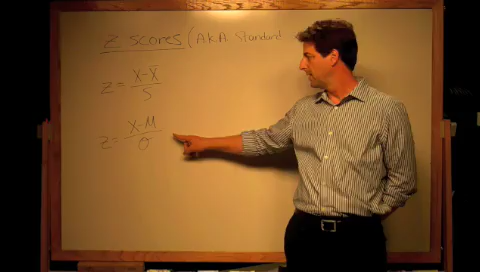 Z scores (A.K.A. Standard
Z = X-X̄ / S
Z = X-M / σ